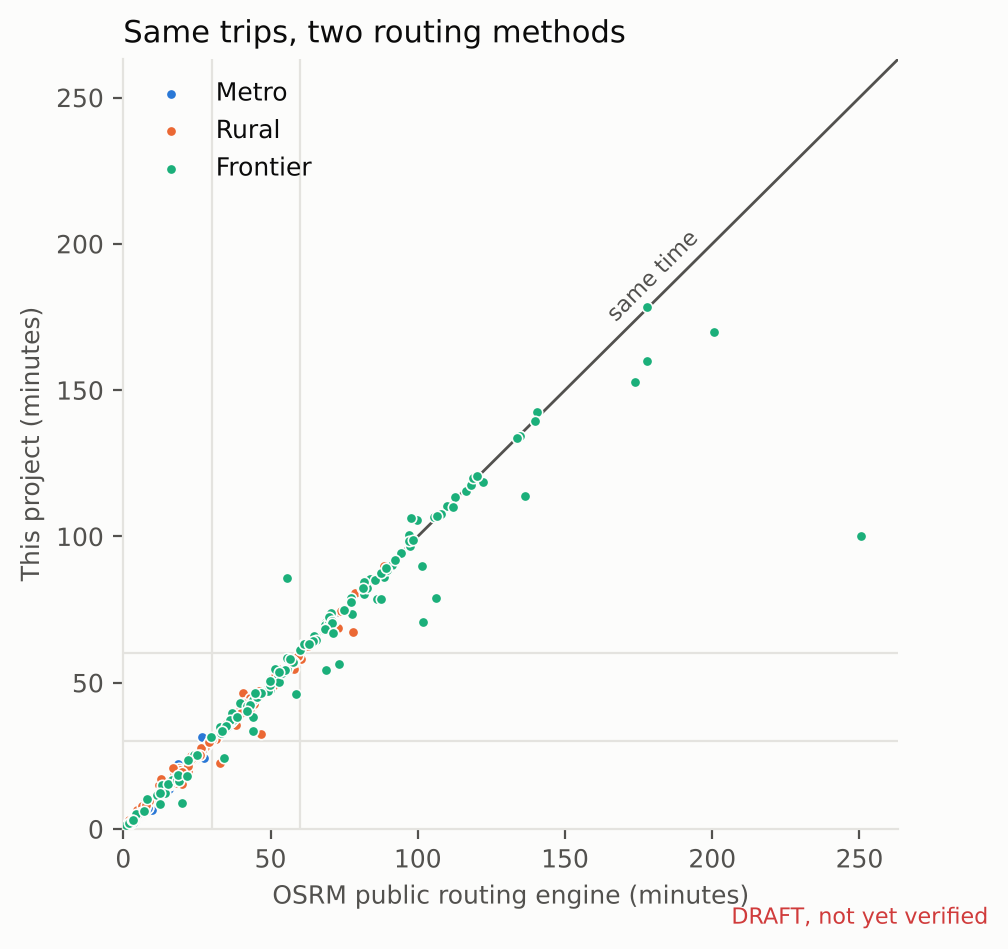 Same trips, two routing methods
Metro
Rural
Frontier
same time
This project (minutes)
250
200
150
100
50
0
0 50 100 150 200 250
OSRM public routing engine (minutes)
DRAFT, not yet verified